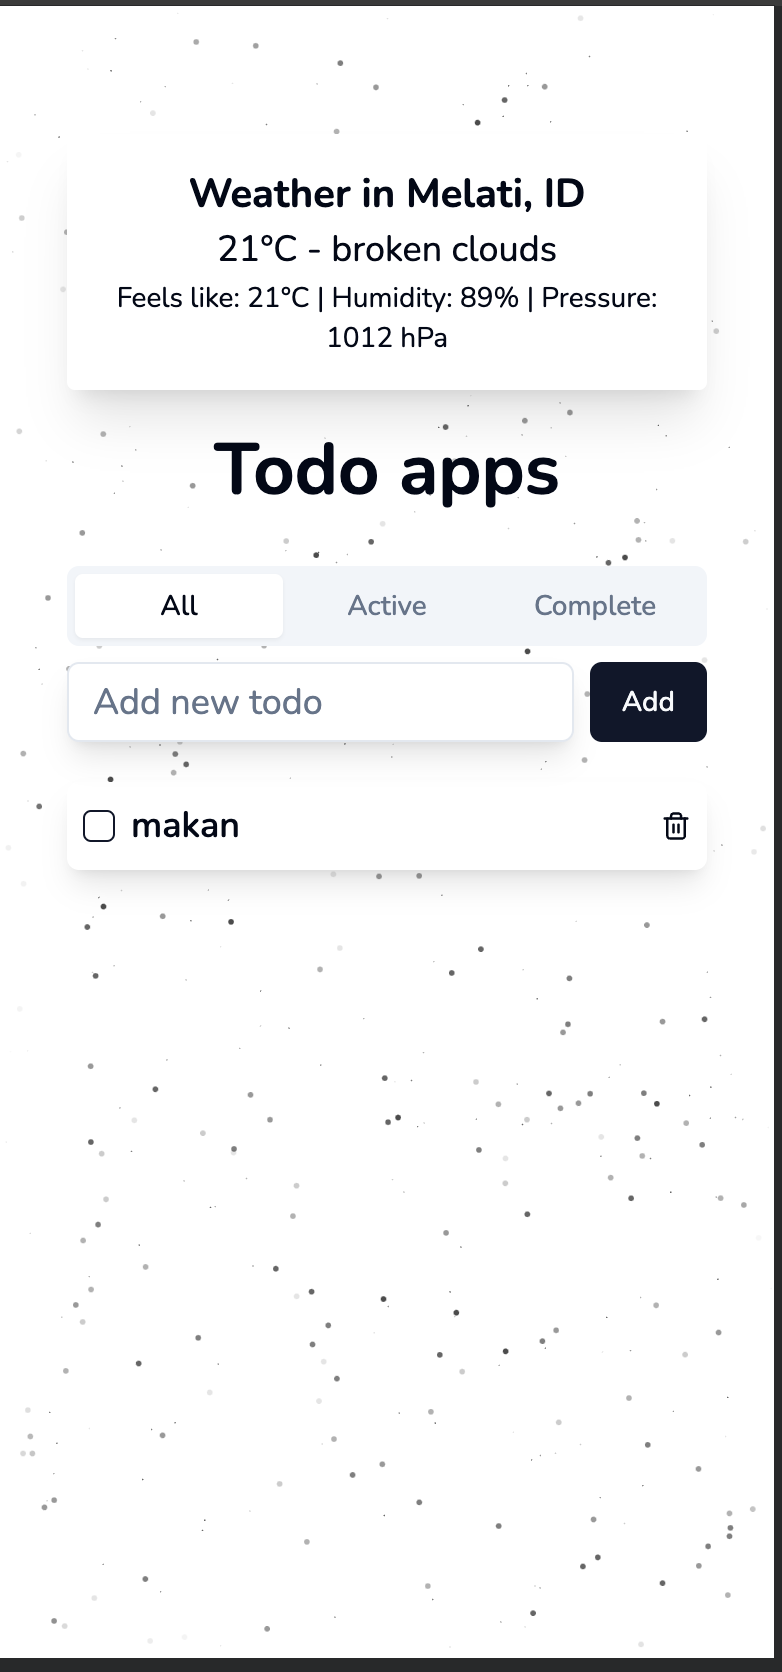 Weather in Melati, ID
21°C - broken clouds
Feels like: 21°C | Humidity: 89% | Pressure:
1012 hPa
Todo apps
All Active Complete
Add new todo Add
makan